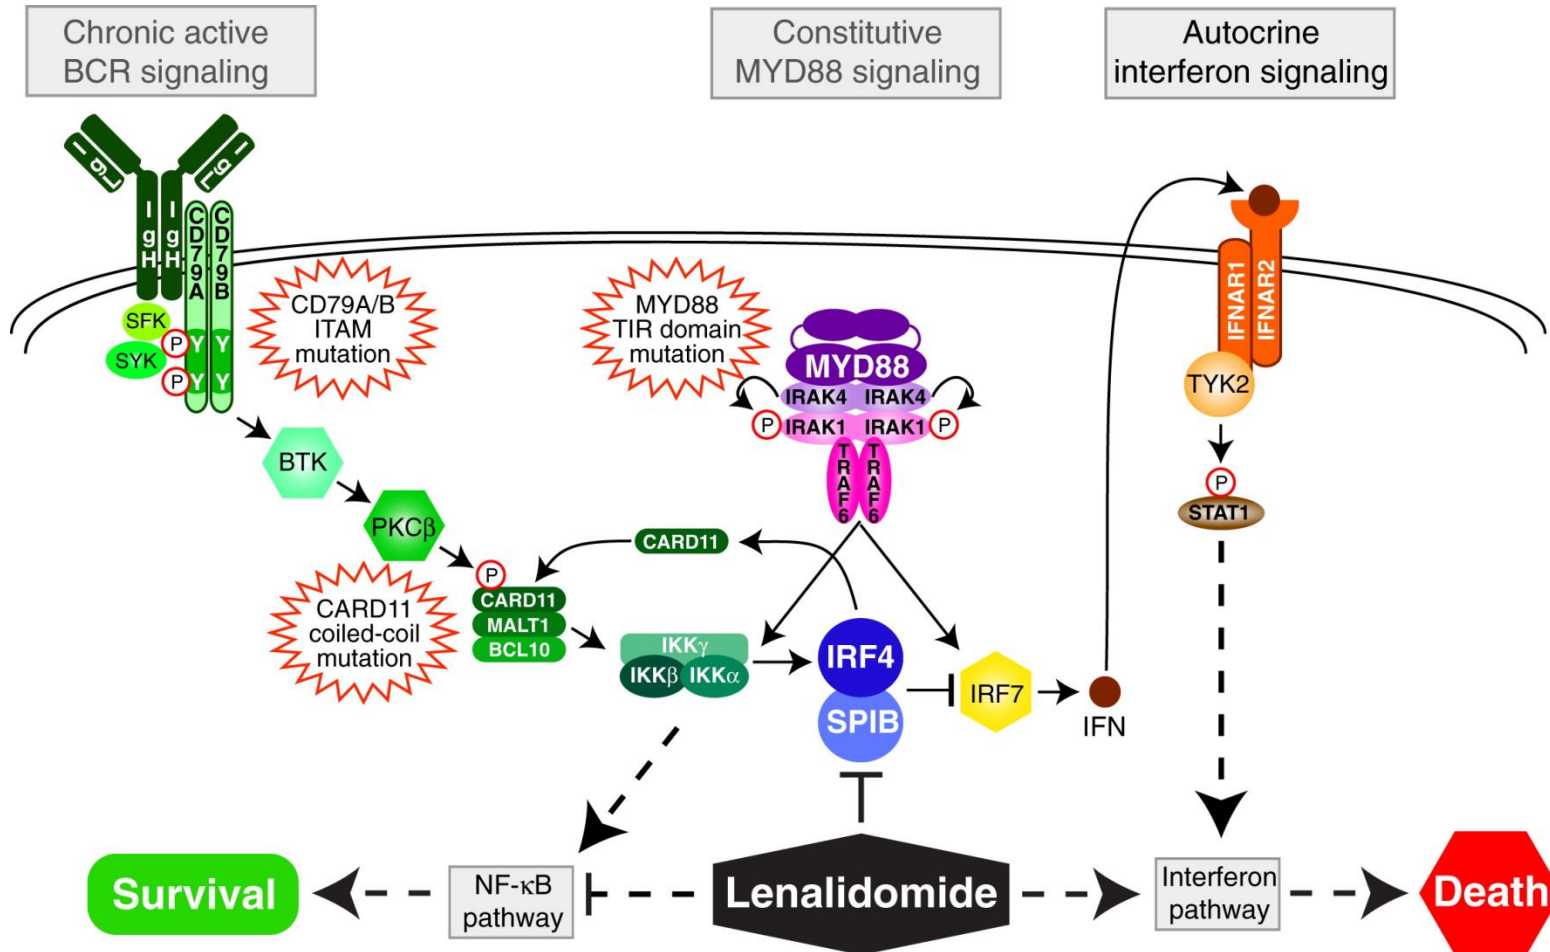 Chronic active
BCR signaling
Constitutive
MYD88 signaling
Autocrine
interferon signaling
IgL
IgL
IgH
IgH
CD79A
CD79B
SFK
SYK
P
P
Y
Y
Y
Y
CD79A/B
ITAM
mutation
MYD88
TIR domain
mutation
MYD88
IRAK4
IRAK4
P
IRAK1
IRAK1
P
TRAF6
TRAF6
IFNAR1
IFNAR2
TYK2
P
STAT1
BTK
PKCβ
P
CARD11
MALT1
BCL10
CARD11
coiled-coil
mutation
CARD11
IKKγ
IKKβ
IKKα
IRF4
SPIB
IRF7
IFN
Survival
NF-κB
pathway
Lenalidomide
Interferon
pathway
Death